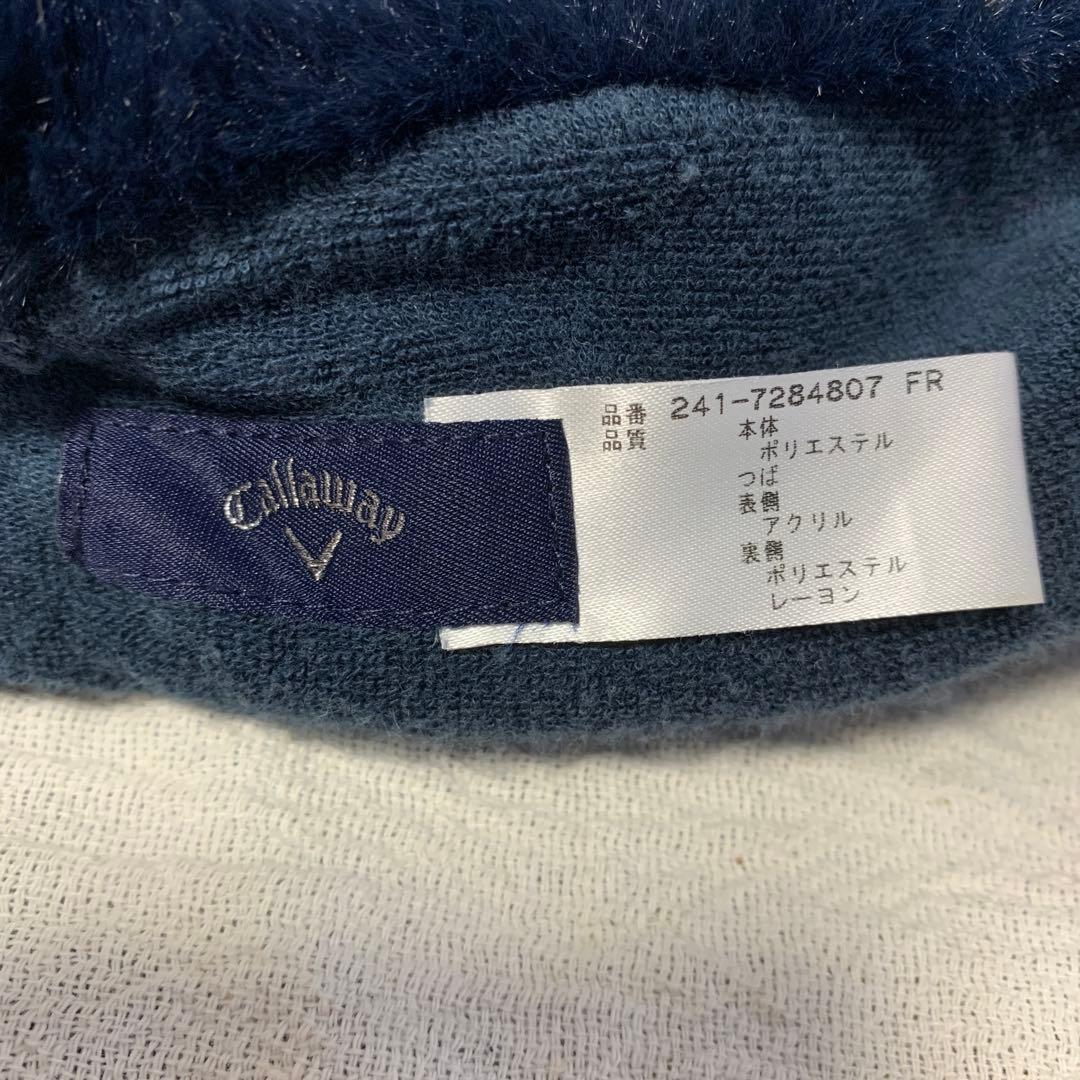 Callaway
品番 241-7284807 FR
品質 本体
ポリエステル
つば
表側
アクリル
裏側
ポリエステル
レーヨン